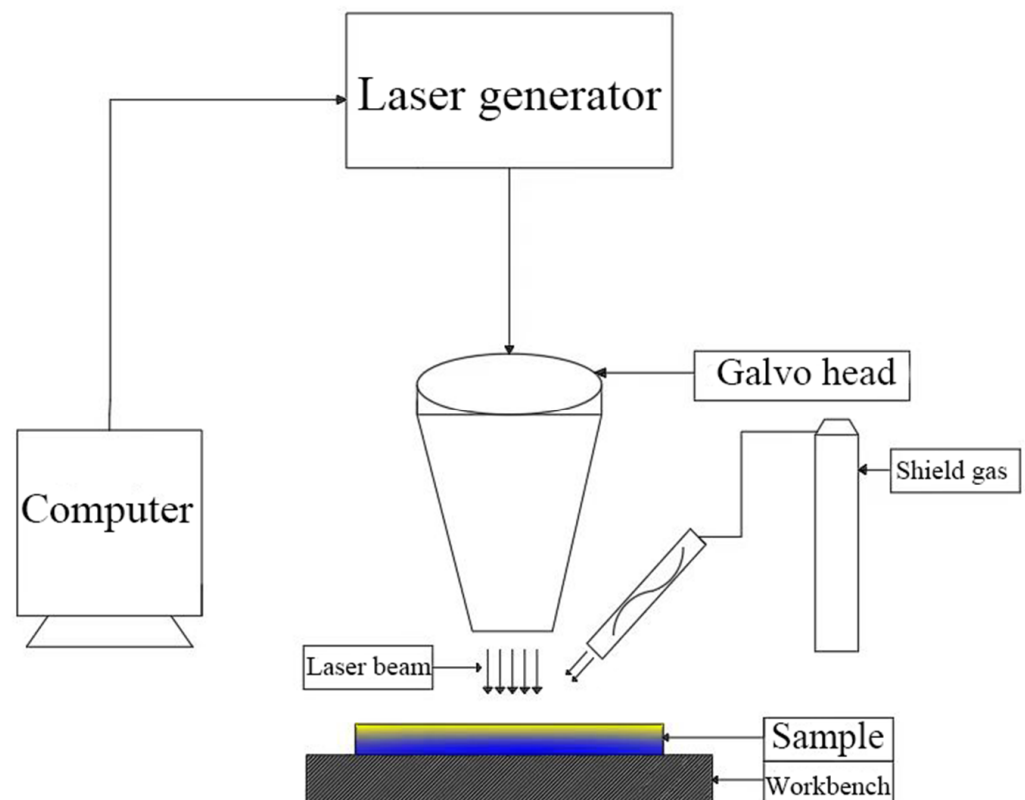 Laser generator
Galvo head
Shield gas
Computer
Laser beam
Sample
Workbench